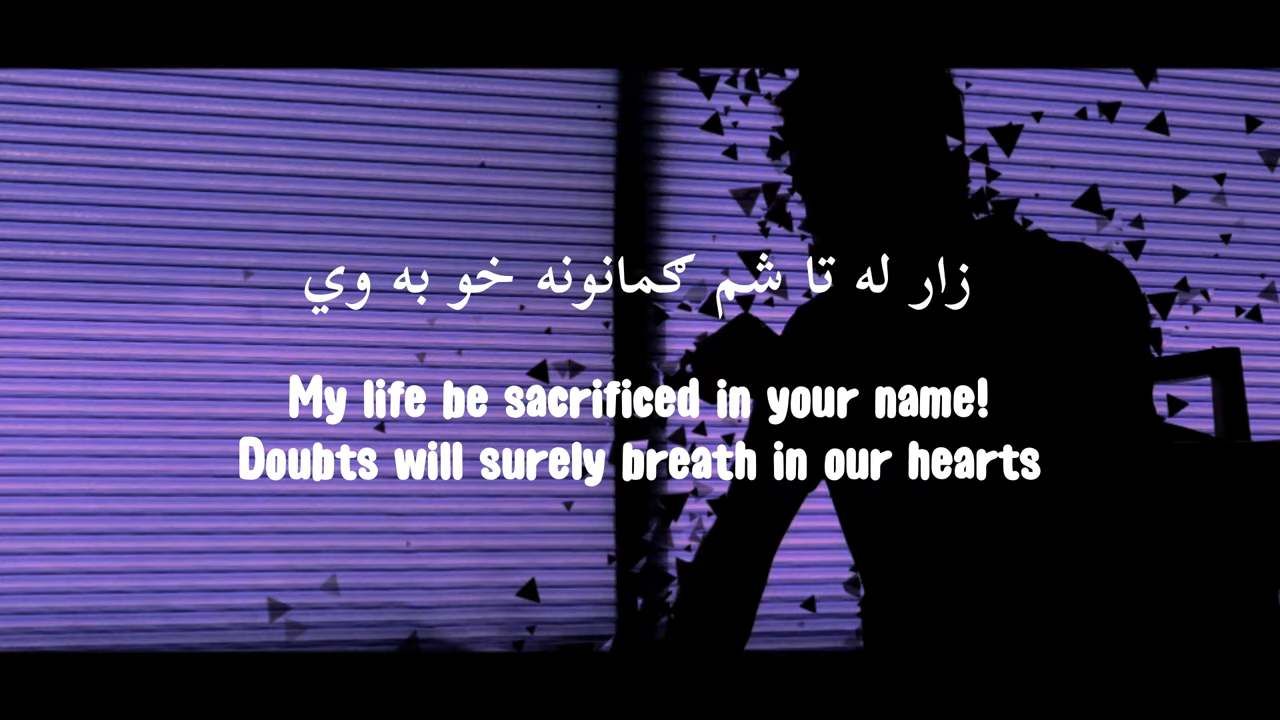 زار له تا شم ګمانونه خو به وي
My life be sacrificed in your name!
Doubts will surely breath in our hearts